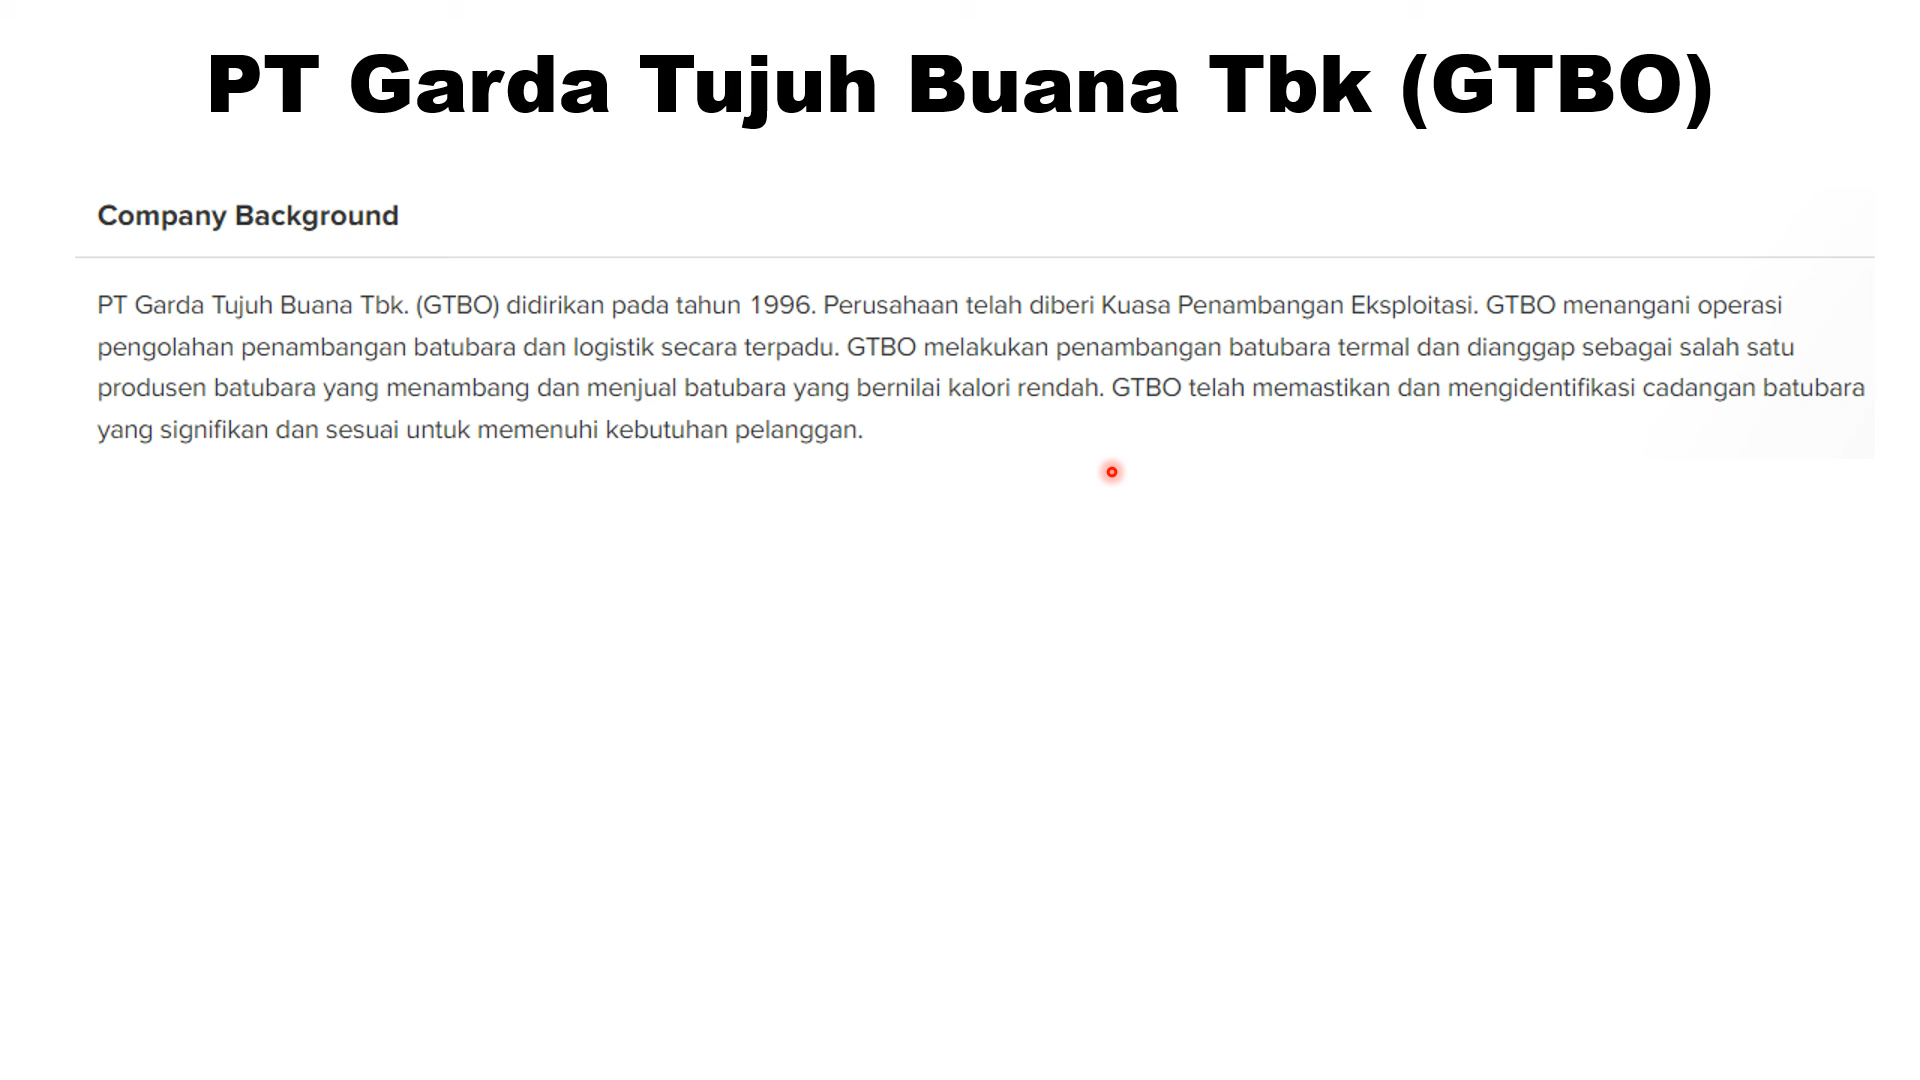 PT Garda Tujuh Buana Tbk (GTBO)
Company Background
PT Garda Tujuh Buana Tbk. (GTBO) didirikan pada tahun 1996. Perusahaan telah diberi Kuasa Penambangan Eksploitasi. GTBO menangani operasi
pengolahan penambangan batubara dan logistik secara terpadu. GTBO melakukan penambangan batubara termal dan dianggap sebagai salah satu
produsen batubara yang menambang dan menjual batubara yang bernilai kalori rendah. GTBO telah memastikan dan mengidentifikasi cadangan batubara
yang signifikan dan sesuai untuk memenuhi kebutuhan pelanggan.